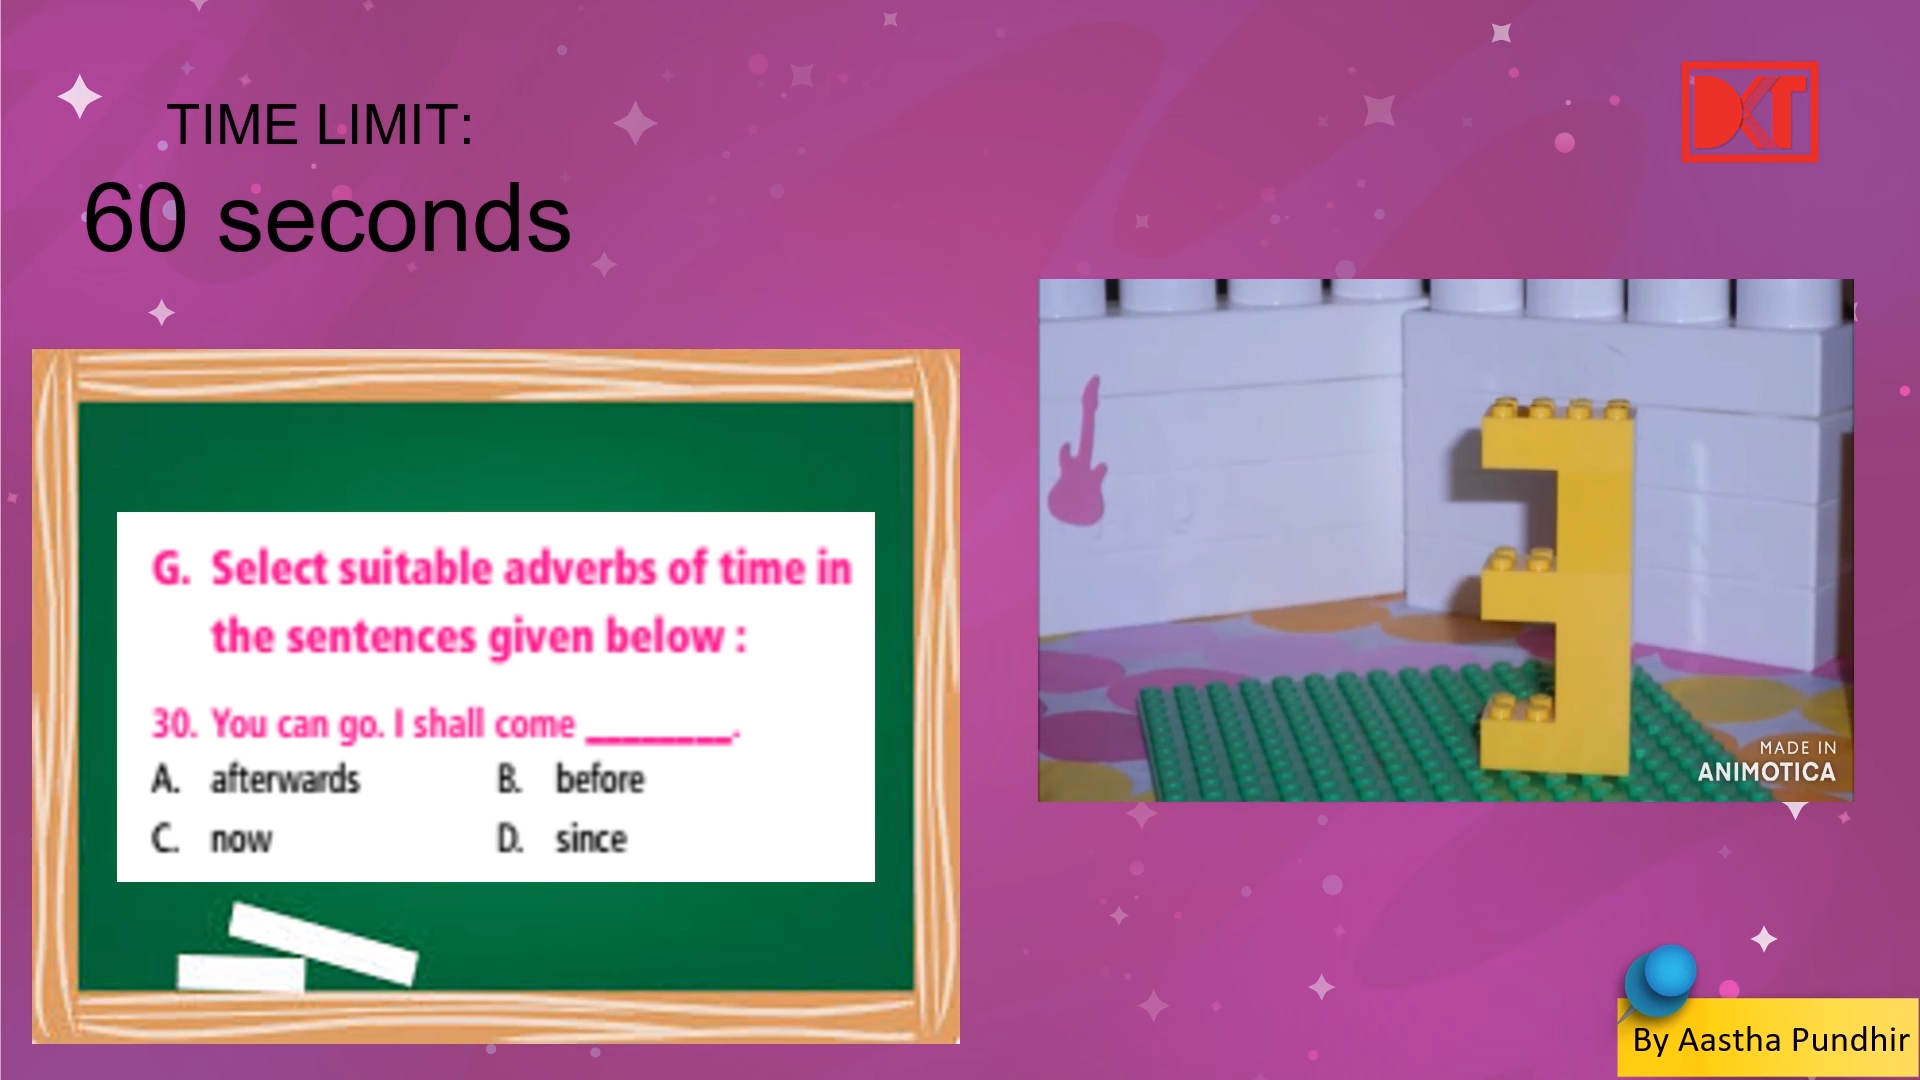 TIME LIMIT:
60 seconds
DKT
G. Select suitable adverbs of time in
the sentences given below :
30. You can go. I shall come ________.
A. afterwards B. before
C. now D. since
MADE IN
ANIMOTICA
By Aastha Pundhir